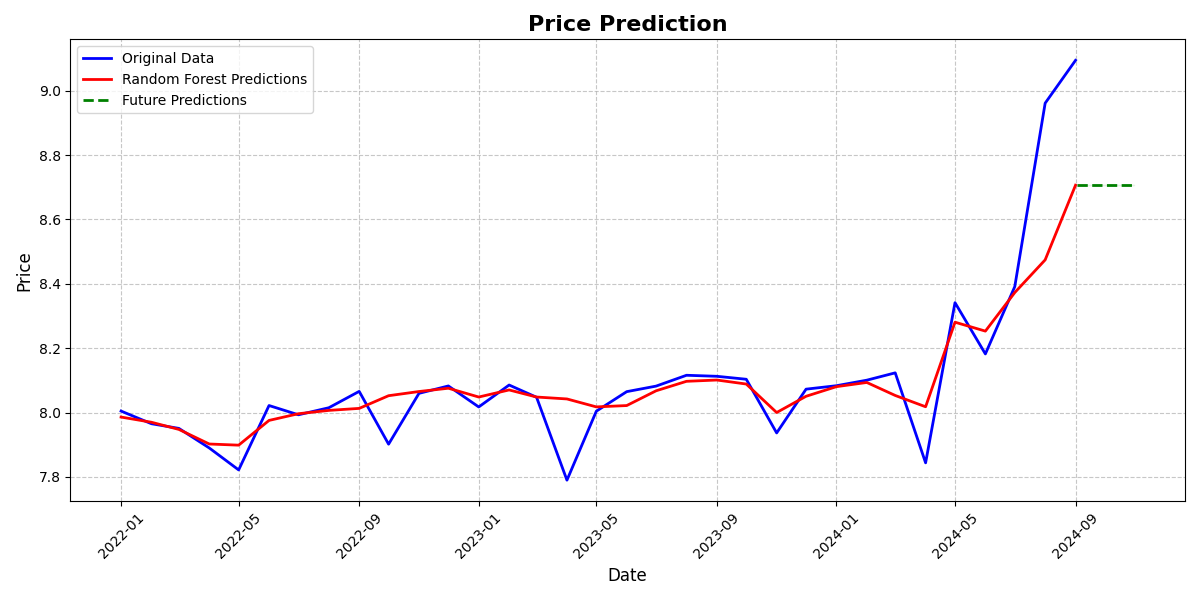 Price Prediction
Original Data
Random Forest Predictions
Future Predictions
Price
9.0
8.8
8.6
8.4
8.2
8.0
7.8
2022-01
2022-05
2022-09
2023-01
2023-05
2023-09
2024-01
2024-05
2024-09
Date